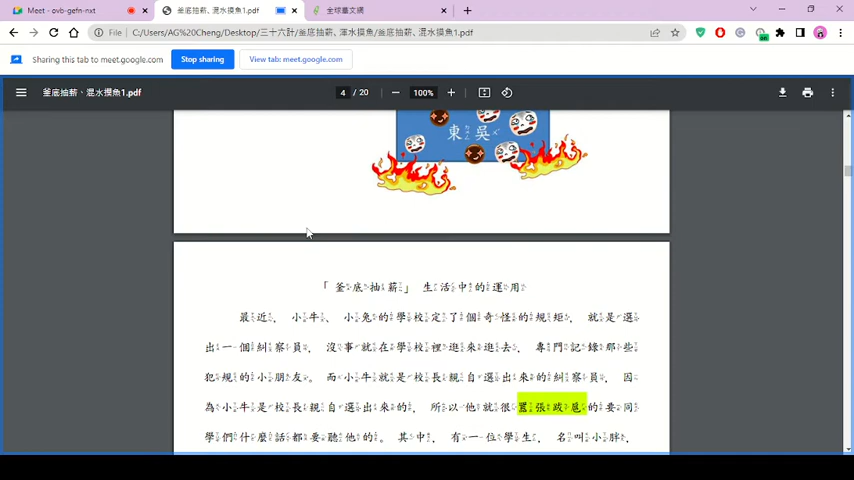 Meet - ovb-gefn-nxt
釜底抽薪、混水摸魚1.pdf
全球臺文網
File | C:/Users/AG%20Cheng/Desktop/三十六計/釜底抽薪、渾水摸魚/釜底抽薪、混水摸魚1.pdf
Sharing this tab to meet.google.com
Stop sharing
View tab: meet.google.com
釜底抽薪、混水摸魚1.pdf
4 / 20
100%
東吳
「釜底抽薪」生活中的運用
最近，小牛、小兔的學校定了個奇怪的規矩，就是選
出一個糾察員，沒事就在學校裡逛來逛去，專門記錄那些
犯規的小朋友。而小牛就是校長親自選出來的糾察員，因
為小牛是校長親自選出來的，所以他就很囂張跋扈的要同
學們什麼話都要聽他的。其中，有一位學生，名叫小胖，